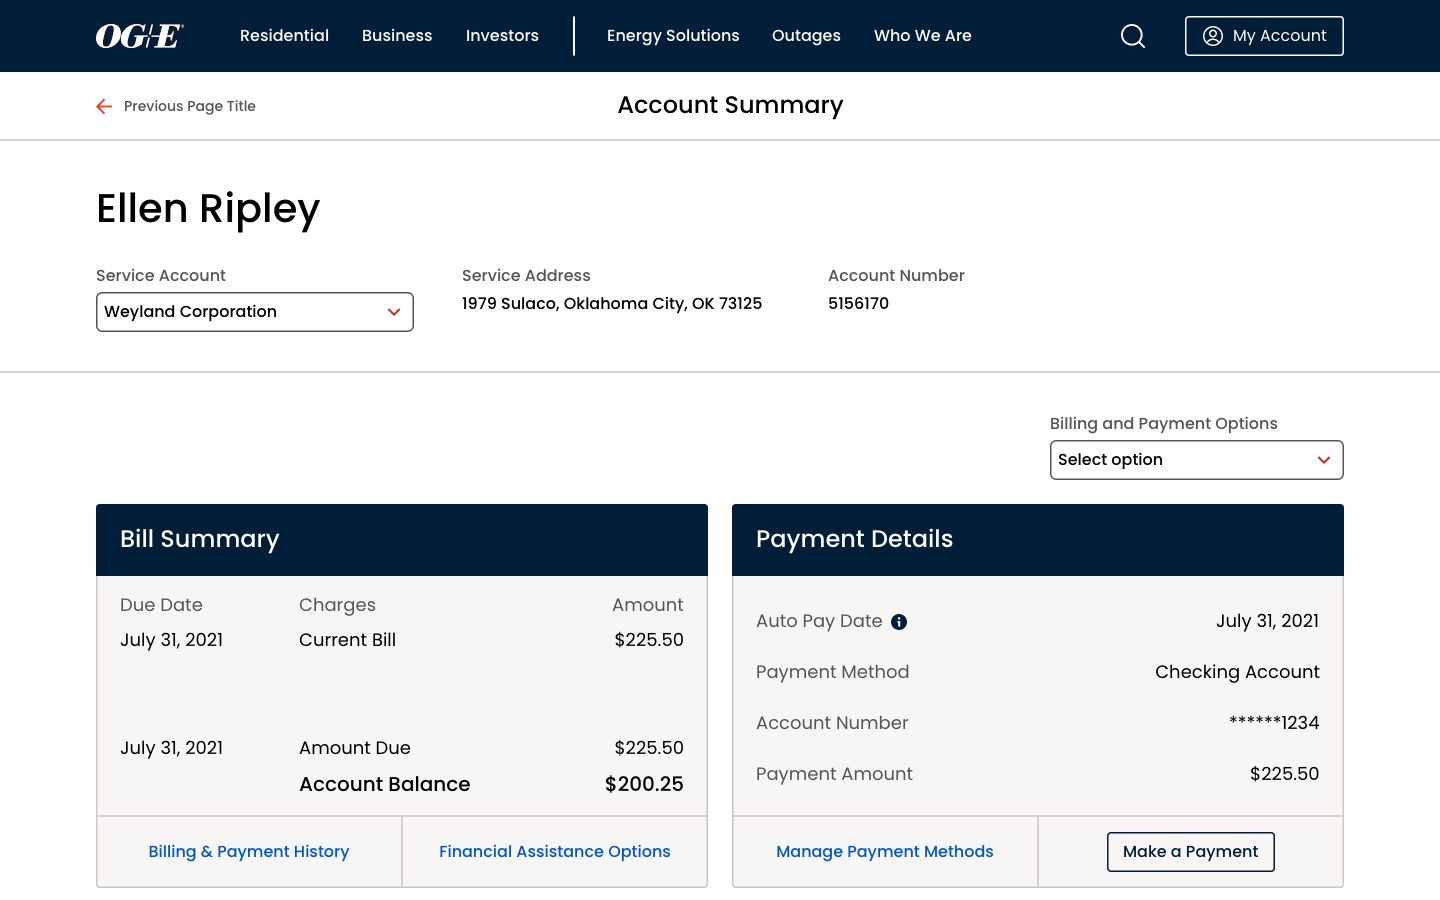 OG+E Residential Business Investors Energy Solutions Outages Who We Are My Account
Previous Page Title Account Summary
Ellen Ripley
Service Account Service Address Account Number
Weyland Corporation 1979 Sulaco, Oklahoma City, OK 73125 5156170
Billing and Payment Options
Select option
Bill Summary
Due Date Charges Amount
July 31, 2021 Current Bill $225.50
July 31, 2021 Amount Due $225.50
Account Balance $200.25
Billing & Payment History Financial Assistance Options
Payment Details
Auto Pay Date July 31, 2021
Payment Method Checking Account
Account Number ******1234
Payment Amount $225.50
Manage Payment Methods Make a Payment